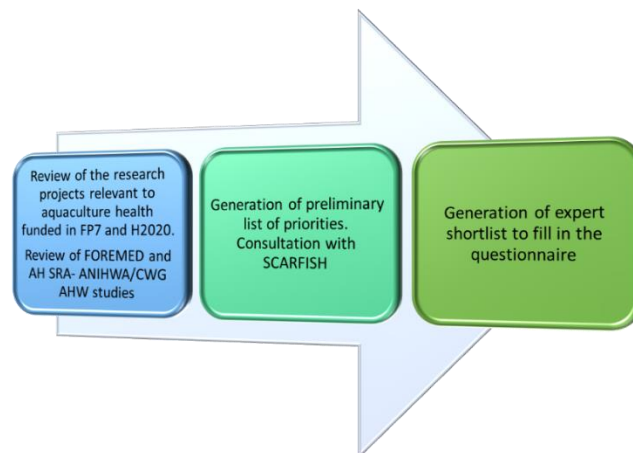 Review of the research
projects relevant to
aquaculture health
funded in FP7 and H2020.
Review of FOREMED and
AH SRA- ANIHWA/CWG
AHW studies
Generation of preliminary
list of priorities.
Consultation with
SCARFISH
Generation of expert
shortlist to fill in the
questionnaire